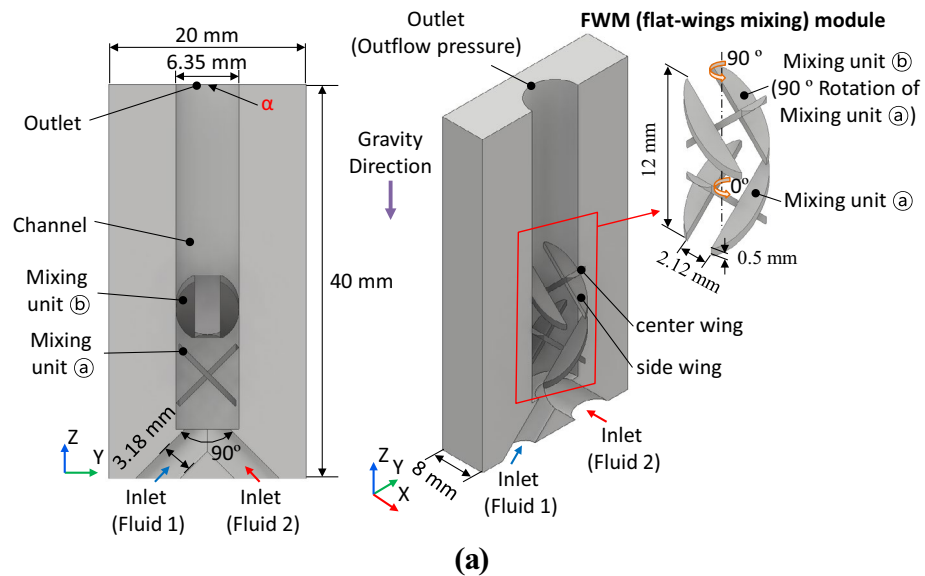 20 mm
6.35 mm
α
Outlet
Channel
Mixing
unit ⓑ
Mixing
unit ⓐ
40 mm
3.18 mm
90º
Z
Y
Inlet
(Fluid 1)
Inlet
(Fluid 2)
Outlet
(Outflow pressure)
Gravity
Direction
center wing
side wing
Inlet
(Fluid 2)
Inlet
(Fluid 1)
8 mm
Z
Y
X
FWM (flat-wings mixing) module
90 º
Mixing unit ⓑ
(90 º Rotation of
Mixing unit ⓐ)
12 mm
0º
Mixing unit ⓐ
2.12 mm
0.5 mm
(a)